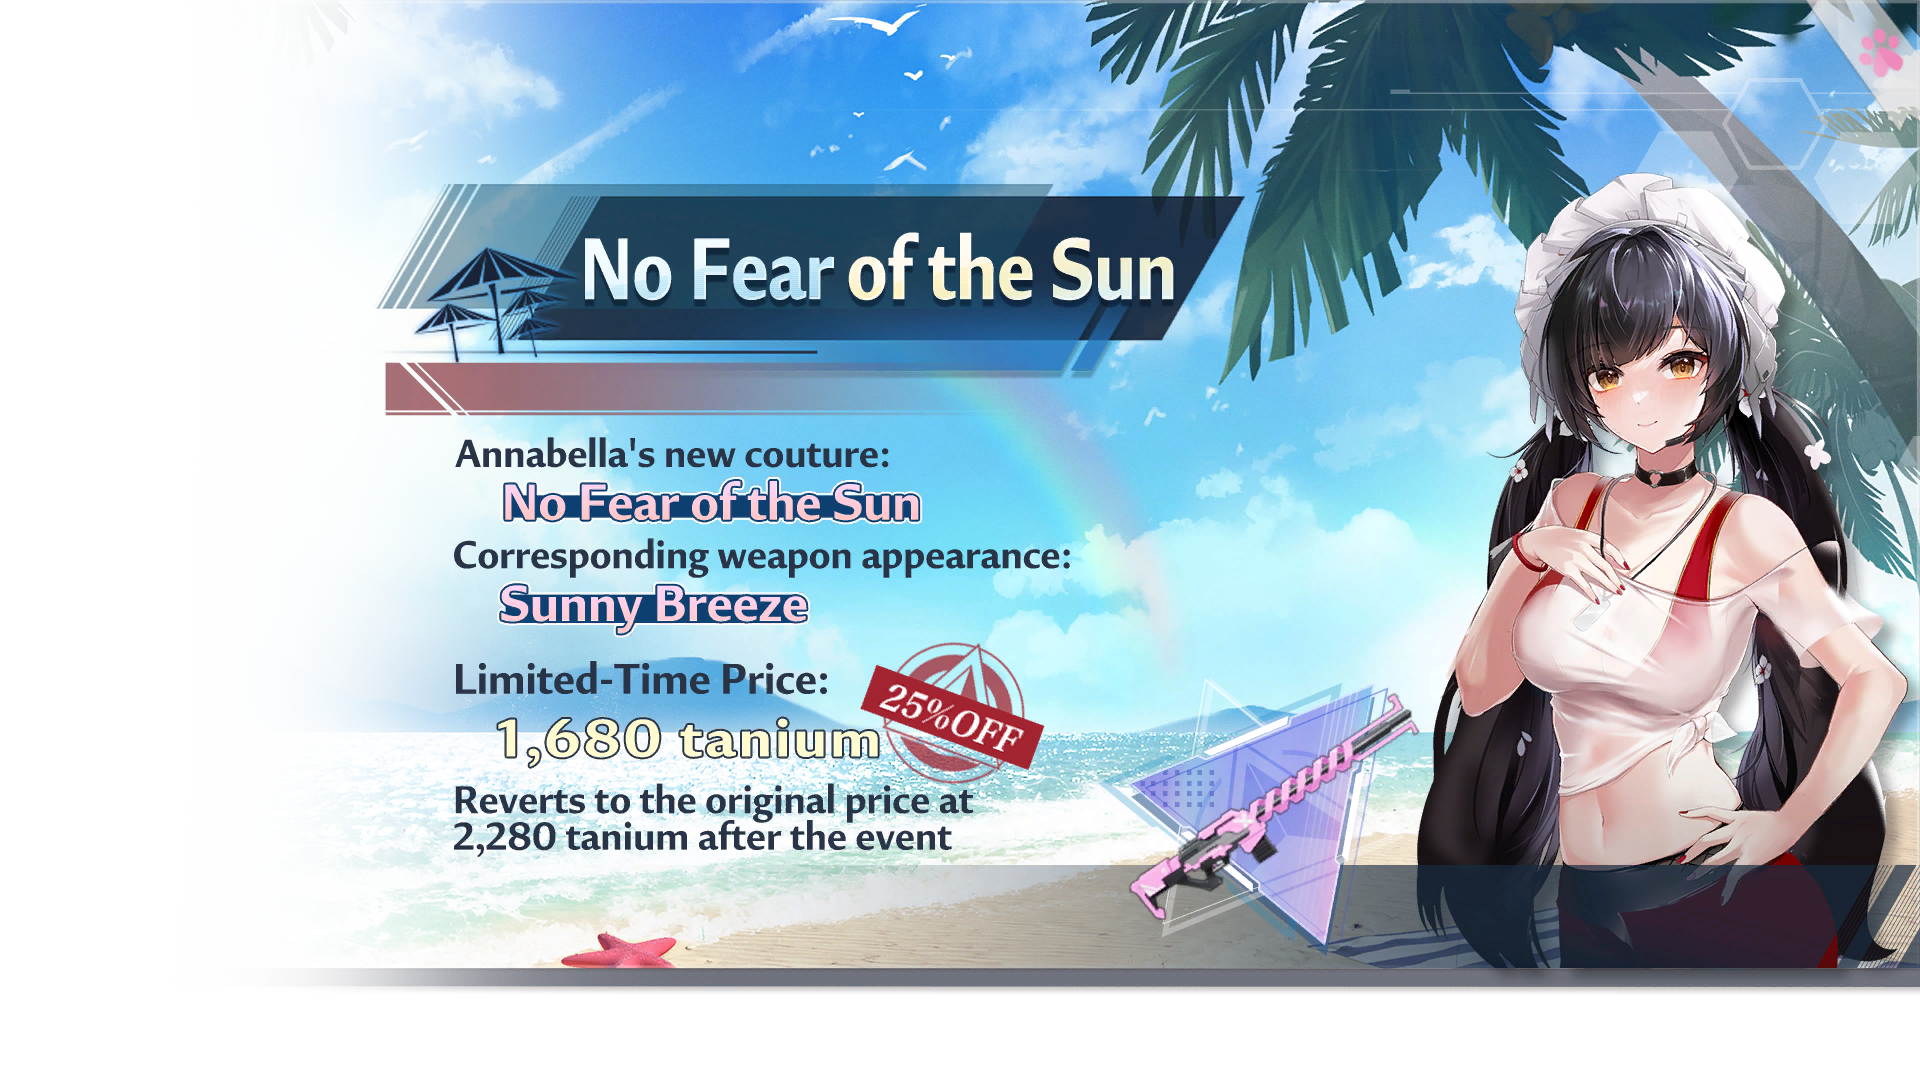 No Fear of the Sun
Annabella's new couture:
No Fear of the Sun
Corresponding weapon appearance:
Sunny Breeze
Limited-Time Price:
1,680 tanium
25%OFF
Reverts to the original price at
2,280 tanium after the event